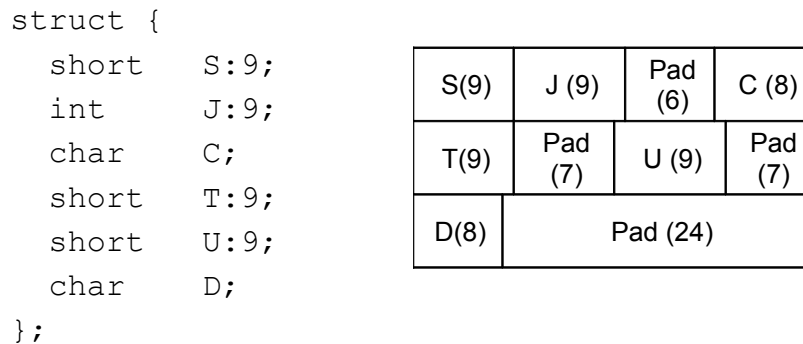 struct {
short S:9;
int J:9;
char C;
short T:9;
short U:9;
char D;
};
S(9) J (9) Pad (6) C (8)
T(9) Pad (7) U (9) Pad (7)
D(8) Pad (24)